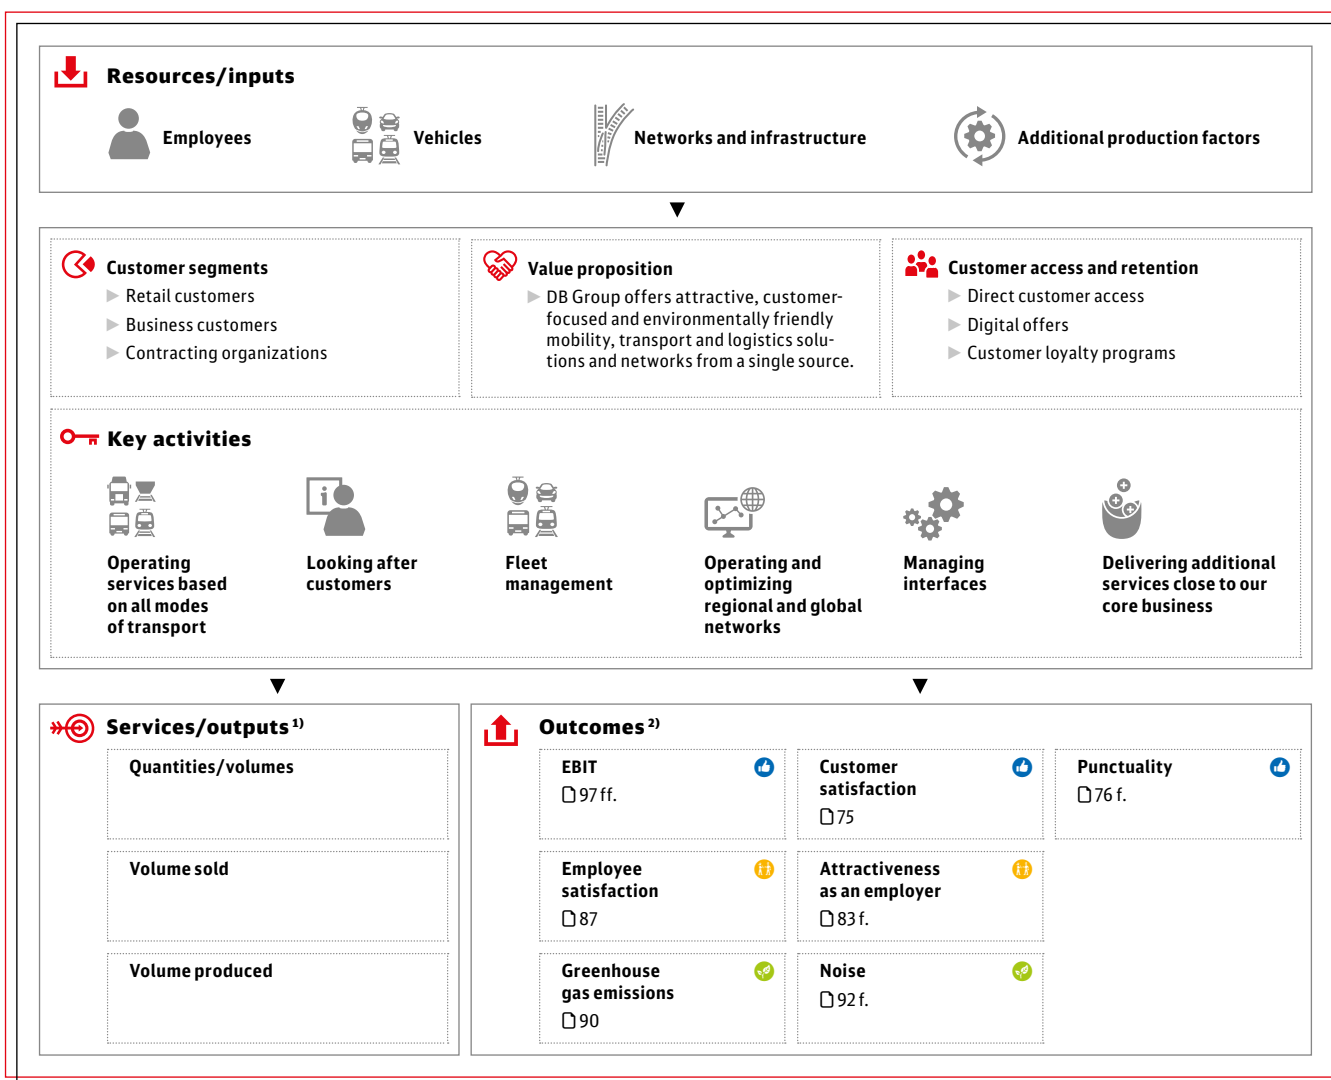 Resources/inputs
Employees
Vehicles
Networks and infrastructure
Additional production factors
Customer segments
Retail customers
Business customers
Contracting organizations
Value proposition
DB Group offers attractive, customer-
focused and environmentally friendly
mobility, transport and logistics solu-
tions and networks from a single source.
Customer access and retention
Direct customer access
Digital offers
Customer loyalty programs
Key activities
Operating
services based
on all modes
of transport
Looking after
customers
Fleet
management
Operating and
optimizing
regional and global
networks
Managing
interfaces
Delivering additional
services close to our
core business
Services/outputs 1)
Quantities/volumes
Volume sold
Volume produced
Outcomes 2)
EBIT
97 ff.
Customer
satisfaction
75
Punctuality
76 f.
Employee
satisfaction
87
Attractiveness
as an employer
83 f.
Greenhouse
gas emissions
90
Noise
92 f.